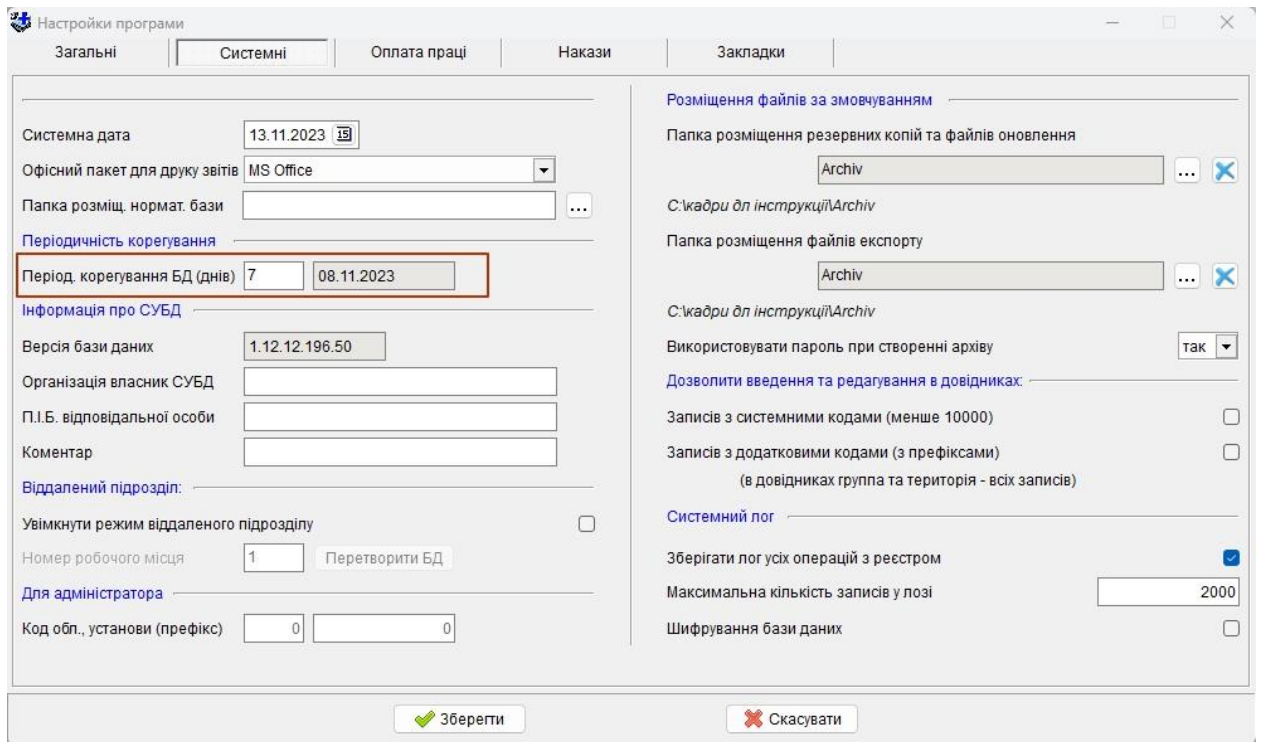 Настройки програми
Загальні
Системні
Оплата праці
Накази
Закладки
Системна дата 13.11.2023 15
Офісний пакет для друку звітів MS Office
Папка розміщ. нормат. бази ...
Періодичність корегування
Період. корегування БД (днів) 7 08.11.2023
Інформація про СУБД
Версія бази даних 1.12.12.196.50
Організація власник СУБД
П.І.Б. відповідальної особи
Коментар
Віддалений підрозділ:
Увімкнути режим віддаленого підрозділу
Номер робочого місця 1 Перетворити БД
Для адміністратора
Код обл., установи (префікс) 0 0
Розміщення файлів за змовчуванням
Папка розміщення резервних копій та файлів оновлення
Archiv ...
C:\кадри дл інструкції\Archiv
Папка розміщення файлів експорту
Archiv ...
C:\кадри дл інструкції\Archiv
Використовувати пароль при створенні архіву так
Дозволити введення та редагування в довідниках:
Записів з системними кодами (менше 10000)
Записів з додатковими кодами (з префіксами)
(в довідниках группа та територія - всіх записів)
Системний лог
Зберігати лог усіх операцій з реєстром
Максимальна кількість записів у лозі 2000
Шифрування бази даних
Зберегти
Скасувати